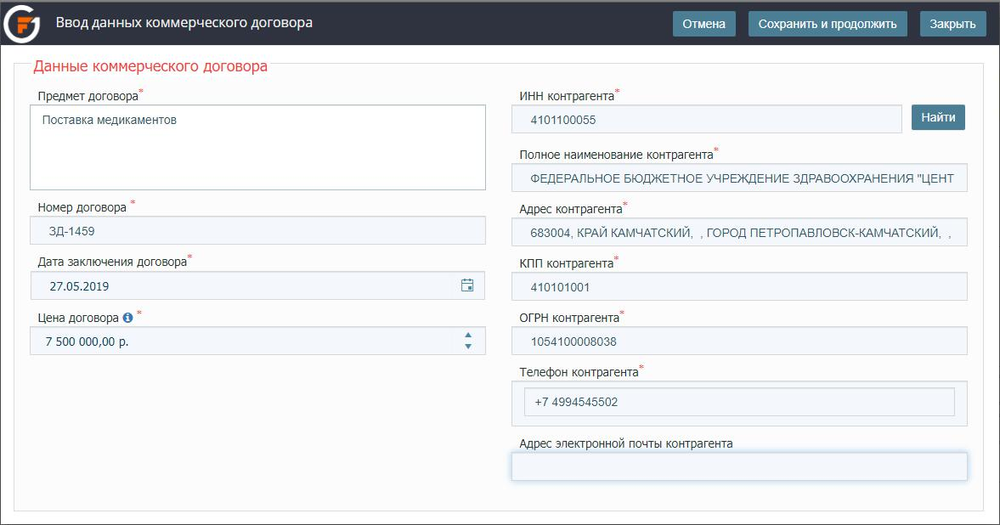 Ввод данных коммерческого договора
Отмена
Сохранить и продолжить
Закрыть
Данные коммерческого договора
Предмет договора*
Поставка медикаментов
Номер договора *
ЗД-1459
Дата заключения договора*
27.05.2019
Цена договора *
7 500 000,00 р.
ИНН контрагента*
4101100055
Найти
Полное наименование контрагента*
ФЕДЕРАЛЬНОЕ БЮДЖЕТНОЕ УЧРЕЖДЕНИЕ ЗДРАВООХРАНЕНИЯ "ЦЕНТ
Адрес контрагента*
683004, КРАЙ КАМЧАТСКИЙ, , ГОРОД ПЕТРОПАВЛОВСК-КАМЧАТСКИЙ, ,
КПП контрагента*
410101001
ОГРН контрагента*
1054100008038
Телефон контрагента*
+7 4994545502
Адрес электронной почты контрагента